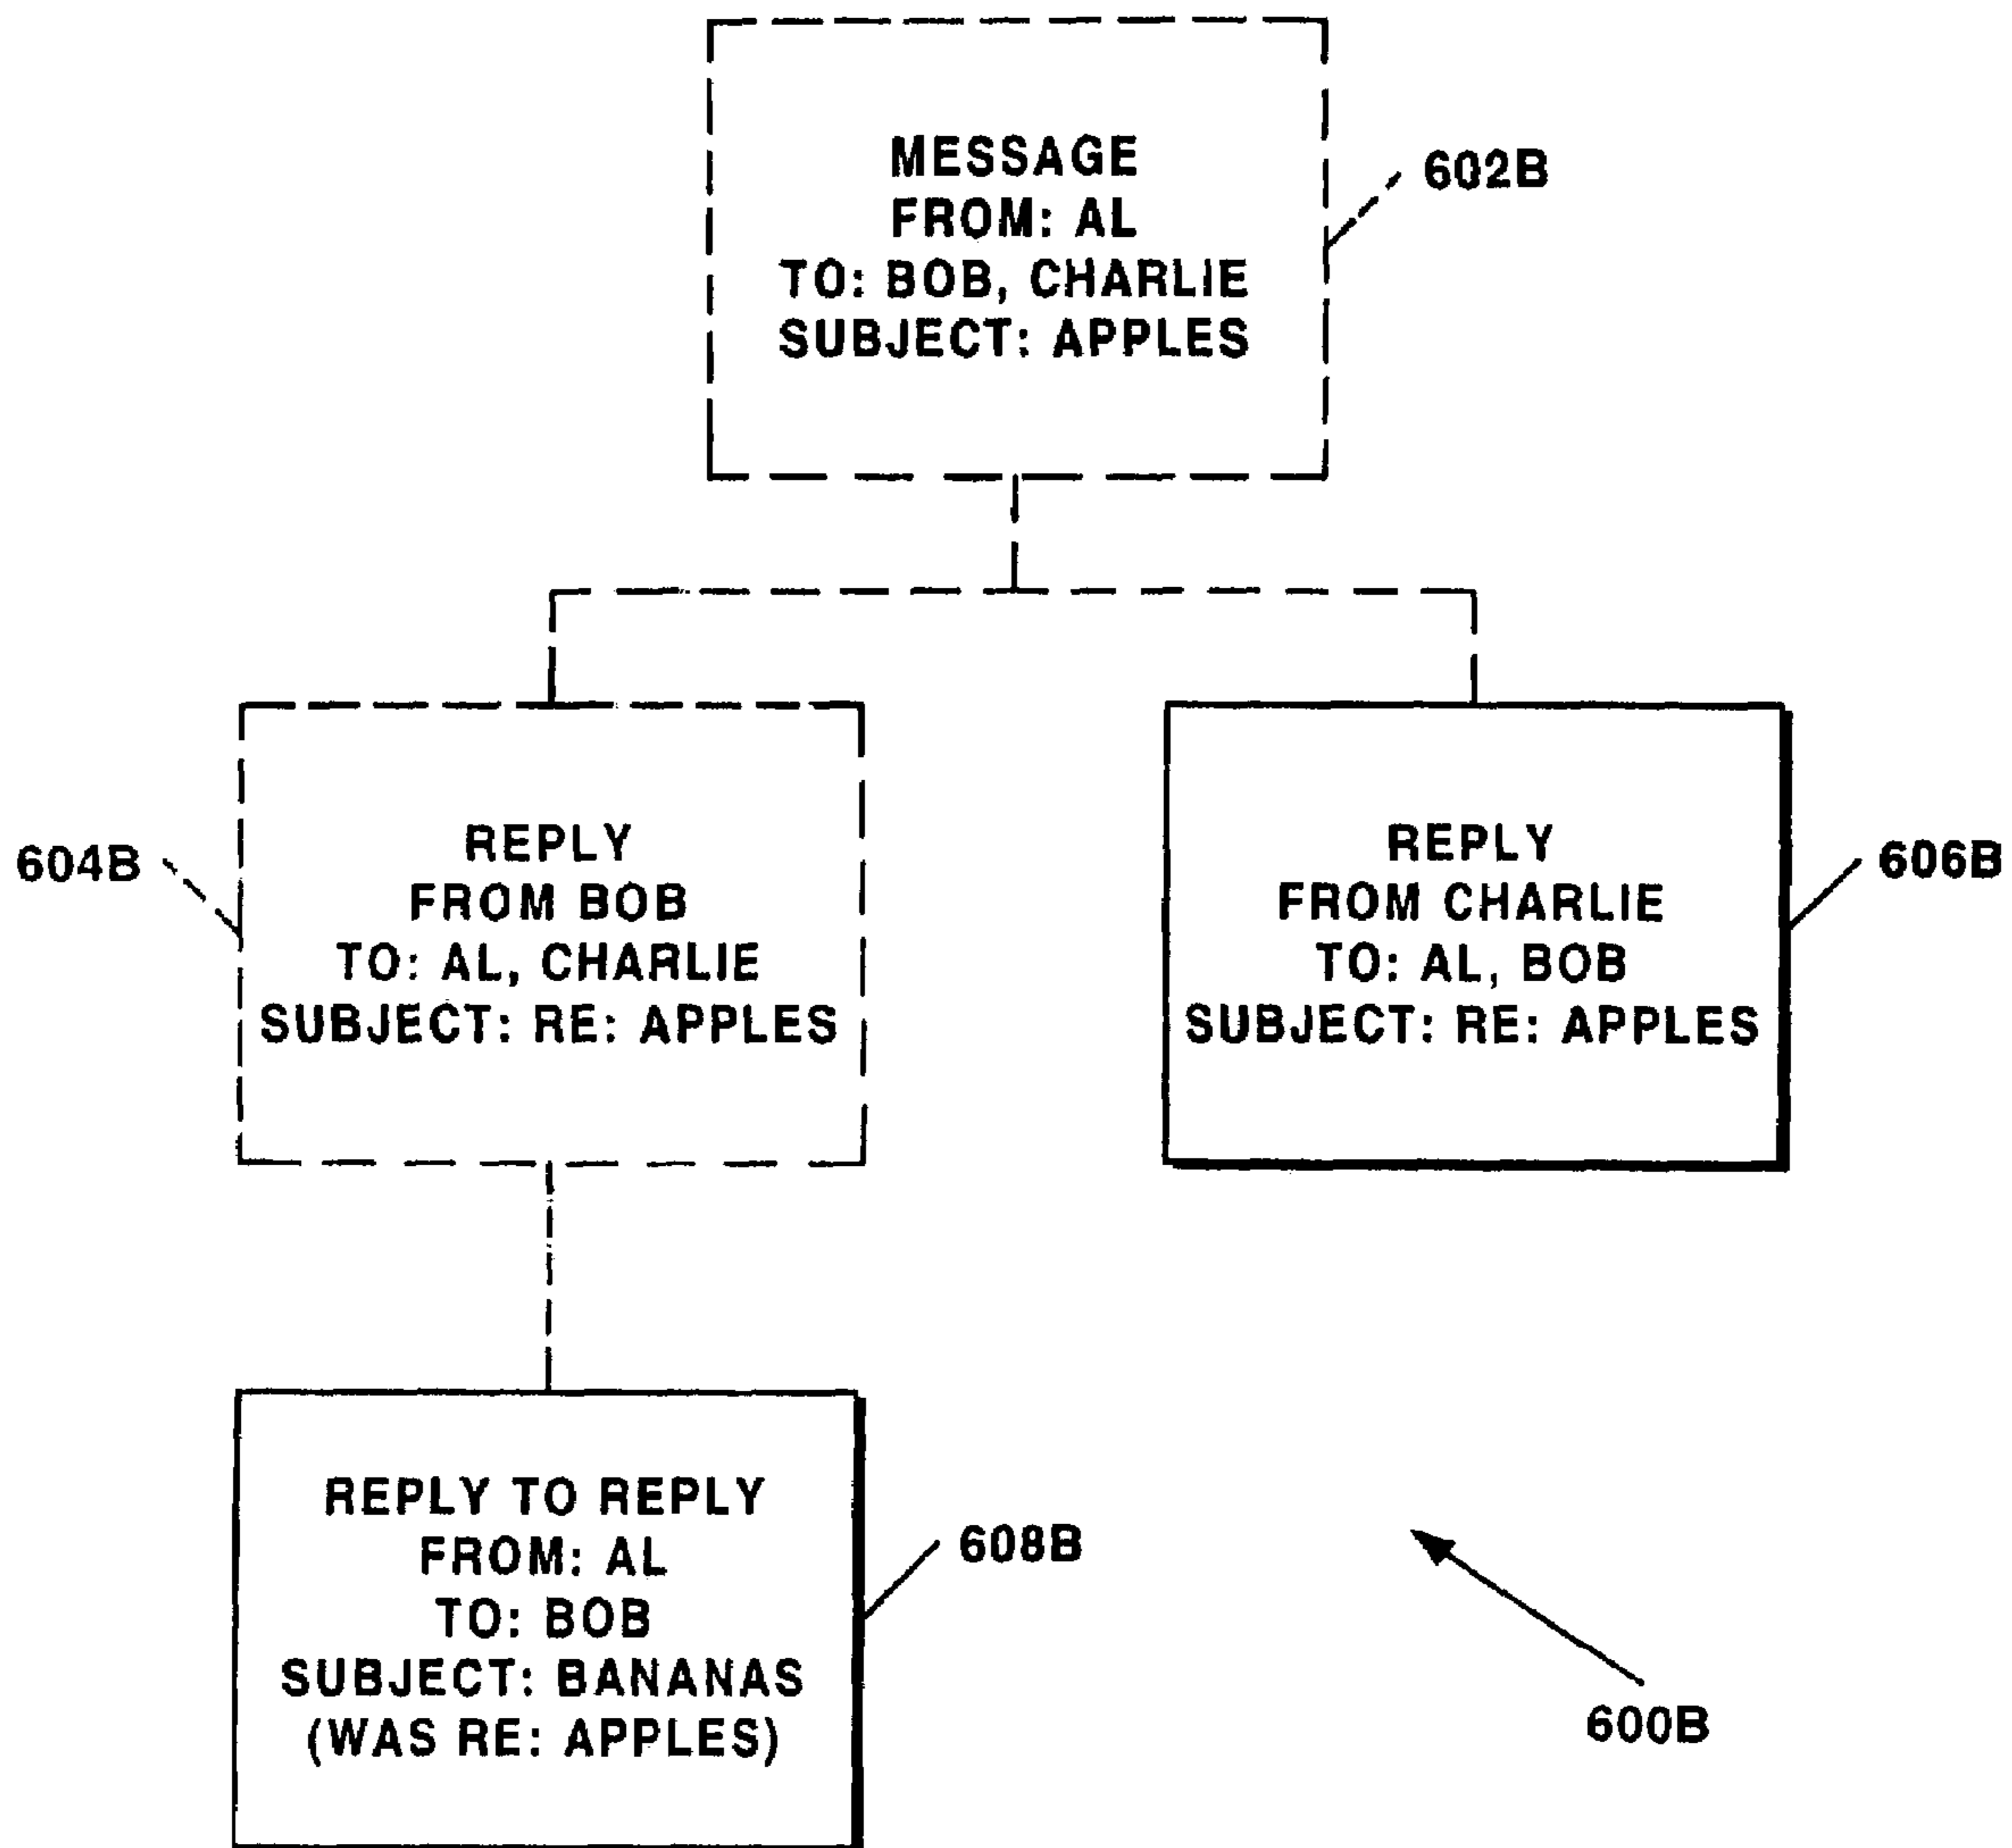 MESSAGE
FROM: AL
TO: BOB, CHARLIE
SUBJECT: APPLES
602B
604B
REPLY
FROM BOB
TO: AL, CHARLIE
SUBJECT: RE: APPLES
REPLY
FROM CHARLIE
TO: AL, BOB
SUBJECT: RE: APPLES
606B
REPLY TO REPLY
FROM: AL
TO: BOB
SUBJECT: BANANAS
(WAS RE: APPLES)
608B
600B